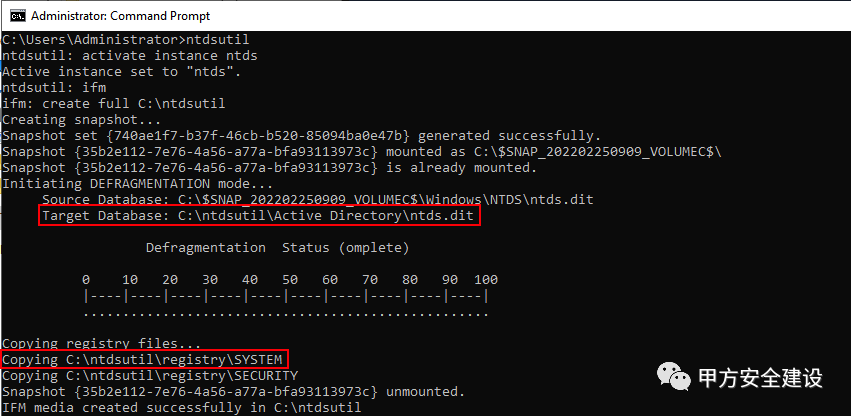 Administrator: Command Prompt
C:\Users\Administrator>ntdsutil
ntdsutil: activate instance ntds
Active instance set to "ntds".
ntdsutil: ifm
ifm: create full C:\ntdsutil
Creating snapshot...
Snapshot set {740ae1f7-b37f-46cb-b520-85094ba0e47b} generated successfully.
Snapshot {35b2e112-7e76-4a56-a77a-bfa93113973c} mounted as C:\$SNAP_202202250909_VOLUMEC$\
Snapshot {35b2e112-7e76-4a56-a77a-bfa93113973c} is already mounted.
Initiating DEFRAGMENTATION mode...
     Source Database: C:\$SNAP_202202250909_VOLUMEC$\Windows\NTDS\ntds.dit
     Target Database: C:\ntdsutil\Active Directory\ntds.dit
                  Defragmentation  Status (omplete)
          0    10   20   30   40   50   60   70   80   90  100
          |----|----|----|----|----|----|----|----|----|----|
          ...................................................
Copying registry files...
Copying C:\ntdsutil\registry\SYSTEM
Copying C:\ntdsutil\registry\SECURITY
Snapshot {35b2e112-7e76-4a56-a77a-bfa93113973c} unmounted.
IFM media created successfully in C:\ntdsutil
甲方安全建设